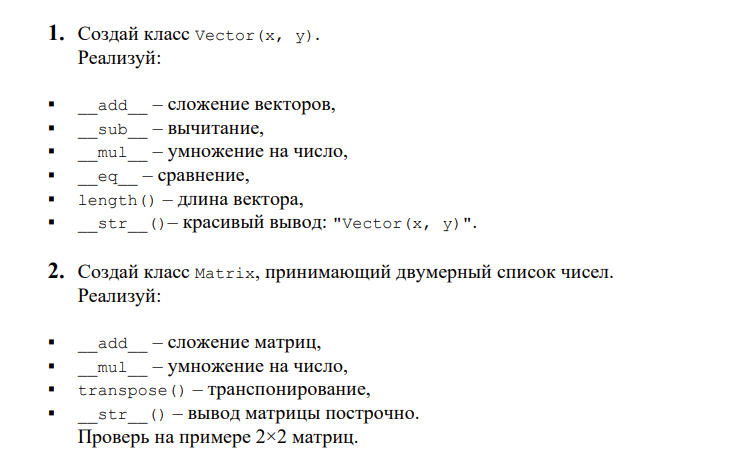 1. Создай класс Vector(x, y).
Реализуй:
▪ __add__ – сложение векторов,
▪ __sub__ – вычитание,
▪ __mul__ – умножение на число,
▪ __eq__ – сравнение,
▪ length() – длина вектора,
▪ __str__()– красивый вывод: "Vector(x, y)".
2. Создай класс Matrix, принимающий двумерный список чисел.
Реализуй:
▪ __add__ – сложение матриц,
▪ __mul__ – умножение на число,
▪ transpose() – транспонирование,
▪ __str__() – вывод матрицы построчно.
Проверь на примере 2×2 матриц.